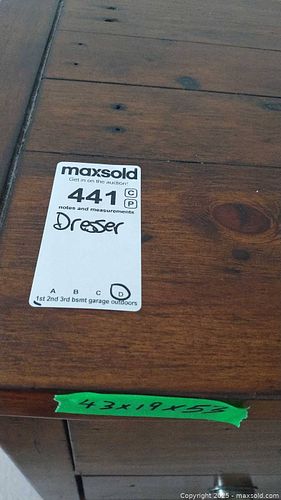 maxsold
Get in on the auction!
441 C
P
notes and measurements
Dresser
A B C D
1st 2nd 3rd bsmt garage outdoors
43x19x53
Copyright 2025 - maxsold.com